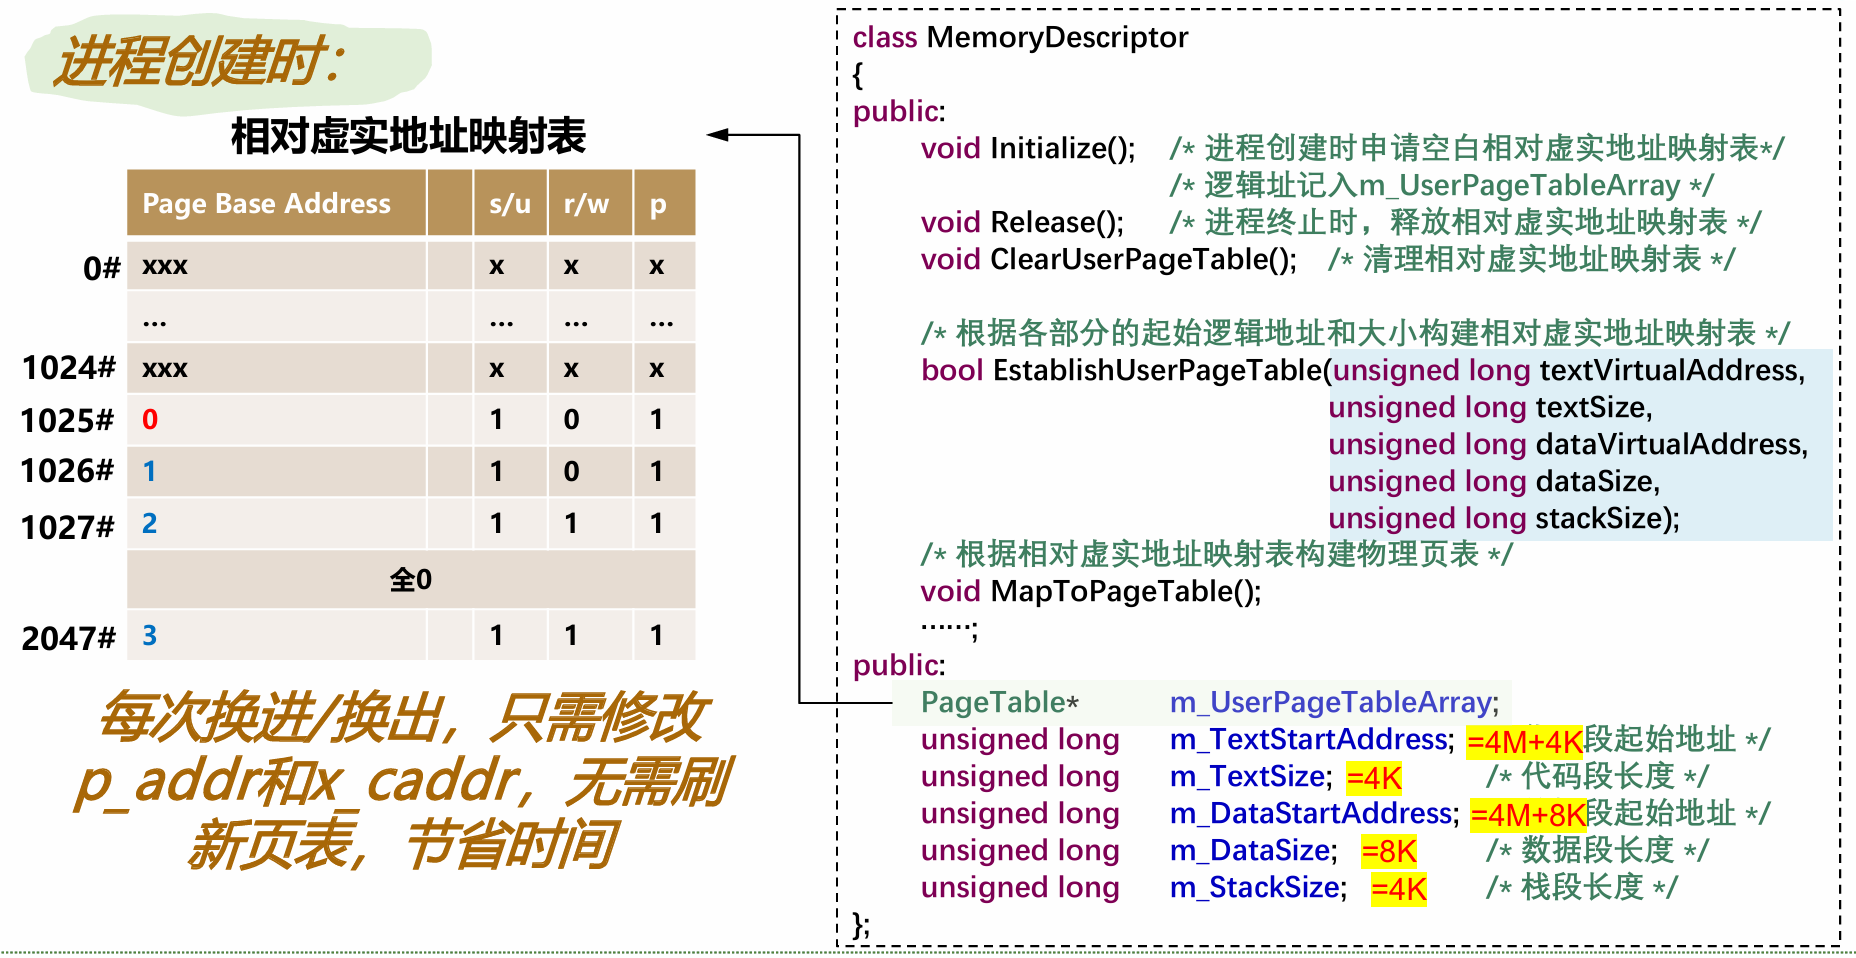 进程创建时：
相对虚实地址映射表
Page Base Address s/u r/w p
0# xxx x x x
... ... ... ...
1024# xxx x x x
1025# 0 1 0 1
1026# 1 1 0 1
1027# 2 1 1 1
全0
2047# 3 1 1 1
每次换进/换出，只需修改
p_addr和x_caddr，无需刷
新页表，节省时间
class MemoryDescriptor
{
public:
void Initialize(); /* 进程创建时申请空白相对虚实地址映射表*/
/* 逻辑址记入m_UserPageTableArray */
void Release(); /* 进程终止时，释放相对虚实地址映射表 */
void ClearUserPageTable(); /* 清理相对虚实地址映射表 */
/* 根据各部分的起始逻辑地址和大小构建相对虚实地址映射表 */
bool EstablishUserPageTable(unsigned long textVirtualAddress,
unsigned long textSize,
unsigned long dataVirtualAddress,
unsigned long dataSize,
unsigned long stackSize);
/* 根据相对虚实地址映射表构建物理页表 */
void MapToPageTable();
……;
public:
PageTable* m_UserPageTableArray;
unsigned long m_TextStartAddress; =4M+4K 段起始地址 */
unsigned long m_TextSize; =4K /* 代码段长度 */
unsigned long m_DataStartAddress; =4M+8K 段起始地址 */
unsigned long m_DataSize; =8K /* 数据段长度 */
unsigned long m_StackSize; =4K /* 栈段长度 */
};